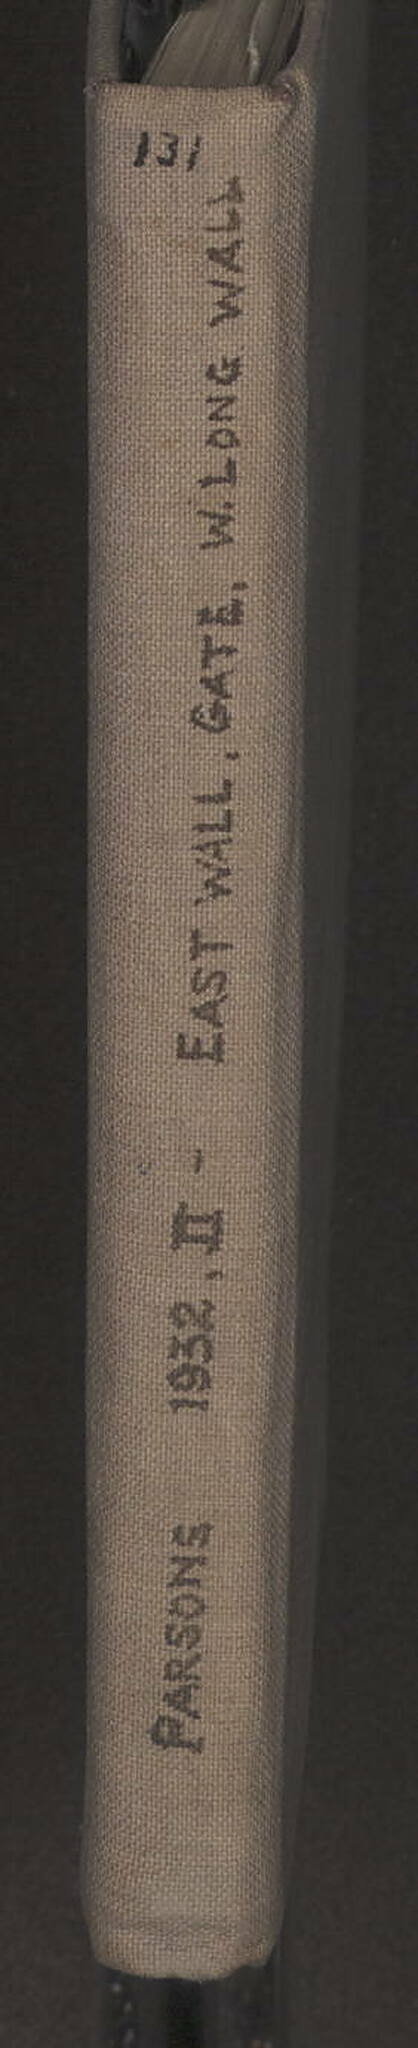 131
PARSONS 1932, II - EAST WALL, GATE, W. LONG WALL